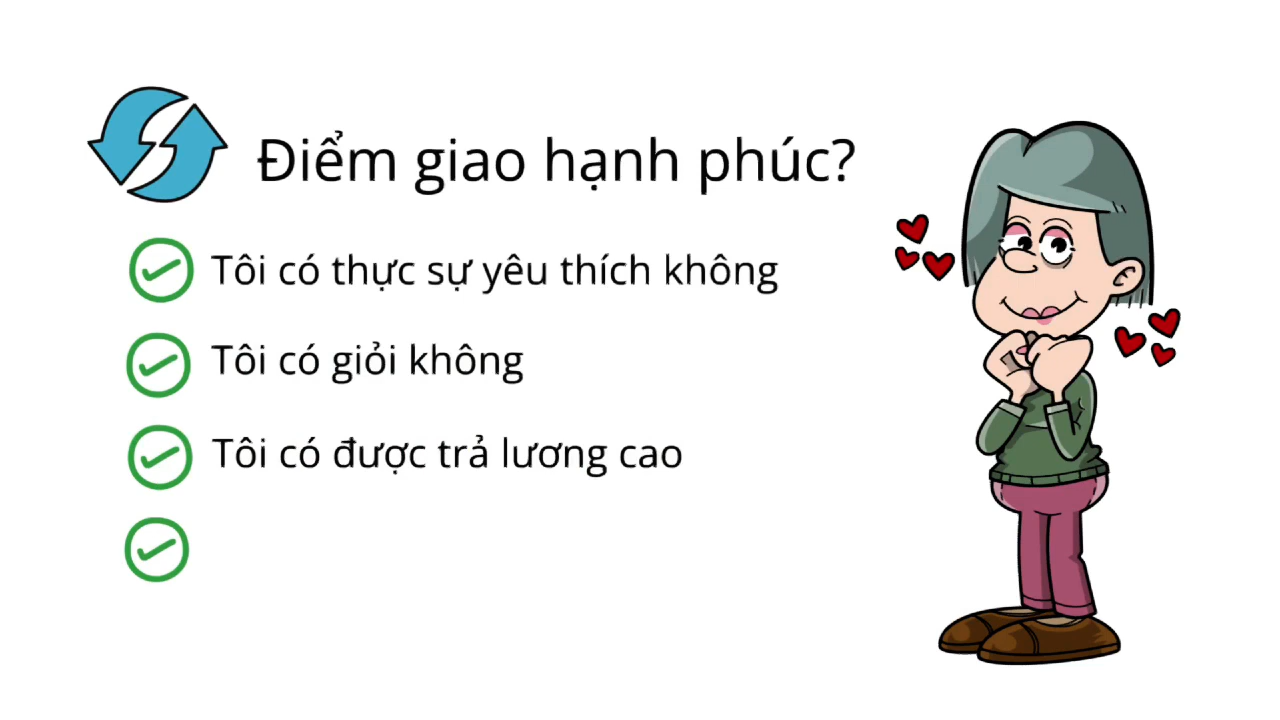 Điểm giao hạnh phúc?
Tôi có thực sự yêu thích không
Tôi có giỏi không
Tôi có được trả lương cao